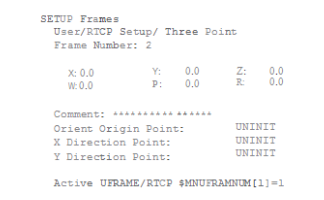 SETUP Frames
User/RTCP Setup/ Three Point
Frame Number: 2
X: 0.0 Y: 0.0 Z: 0.0
W: 0.0 P: 0.0 R: 0.0
Comment: **********  ******
Orient Origin Point: UNINIT
X Direction Point: UNINIT
Y Direction Point: UNINIT
Active UFRAME/RTCP $MNUFRAMNUM[1]=1